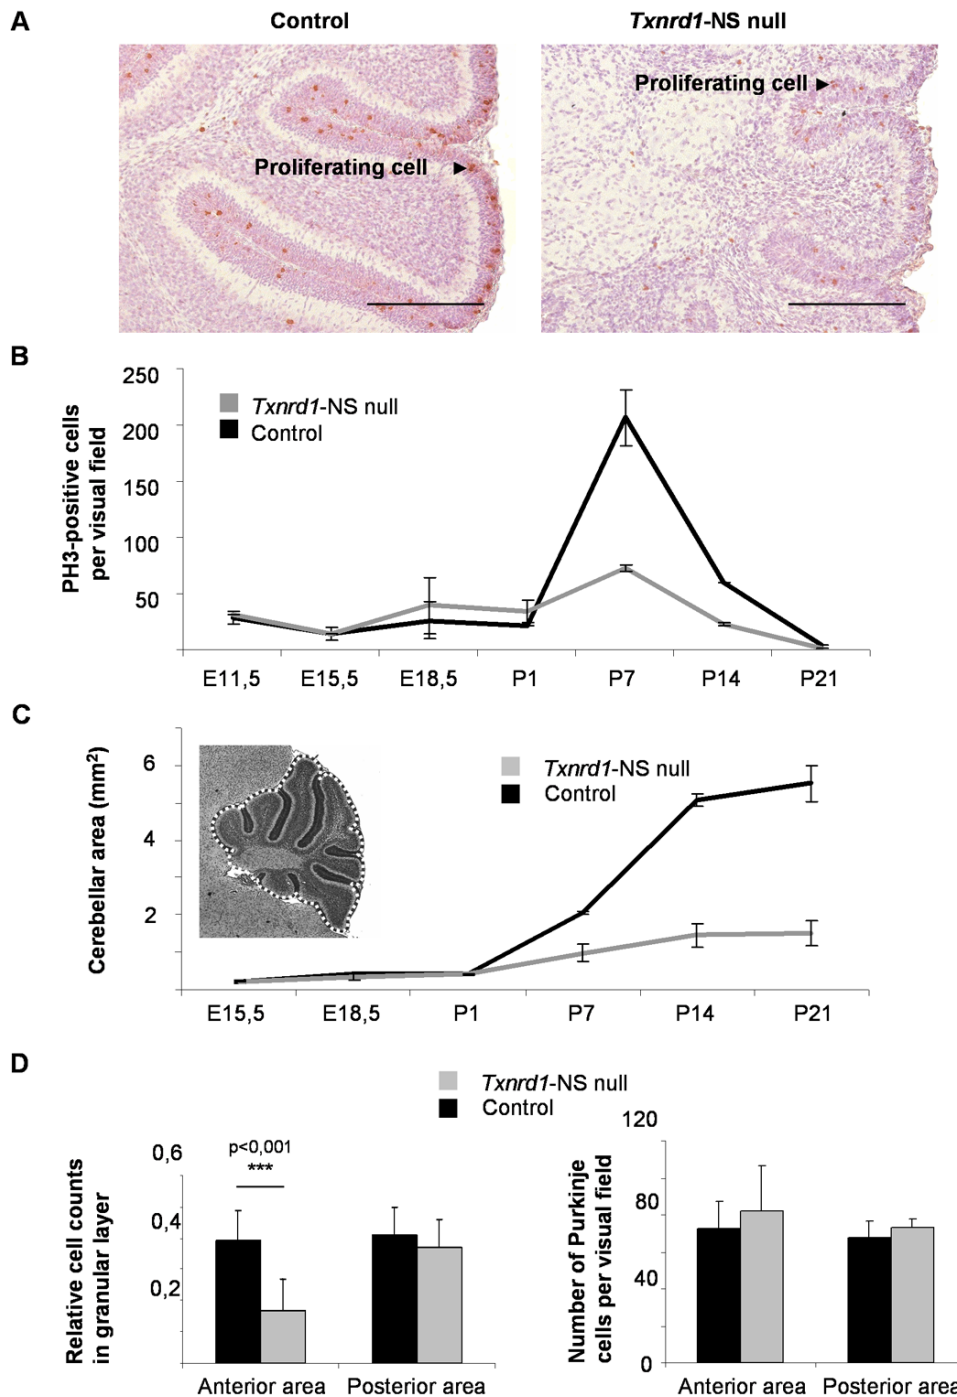 A
Control
Txnrd1-NS null
Proliferating cell
Proliferating cell
B
PH3-positive cells
per visual field
250
200
150
100
50
Txnrd1-NS null
Control
E11,5 E15,5 E18,5 P1 P7 P14 P21
C
Cerebellar area (mm²)
6
4
2
Txnrd1-NS null
Control
E15,5 E18,5 P1 P7 P14 P21
D
Txnrd1-NS null
Control
Relative cell counts
in granular layer
0,6
0,4
0,2
p<0,001
***
Anterior area Posterior area
Number of Purkinje
cells per visual field
120
80
40
0
Anterior area Posterior area